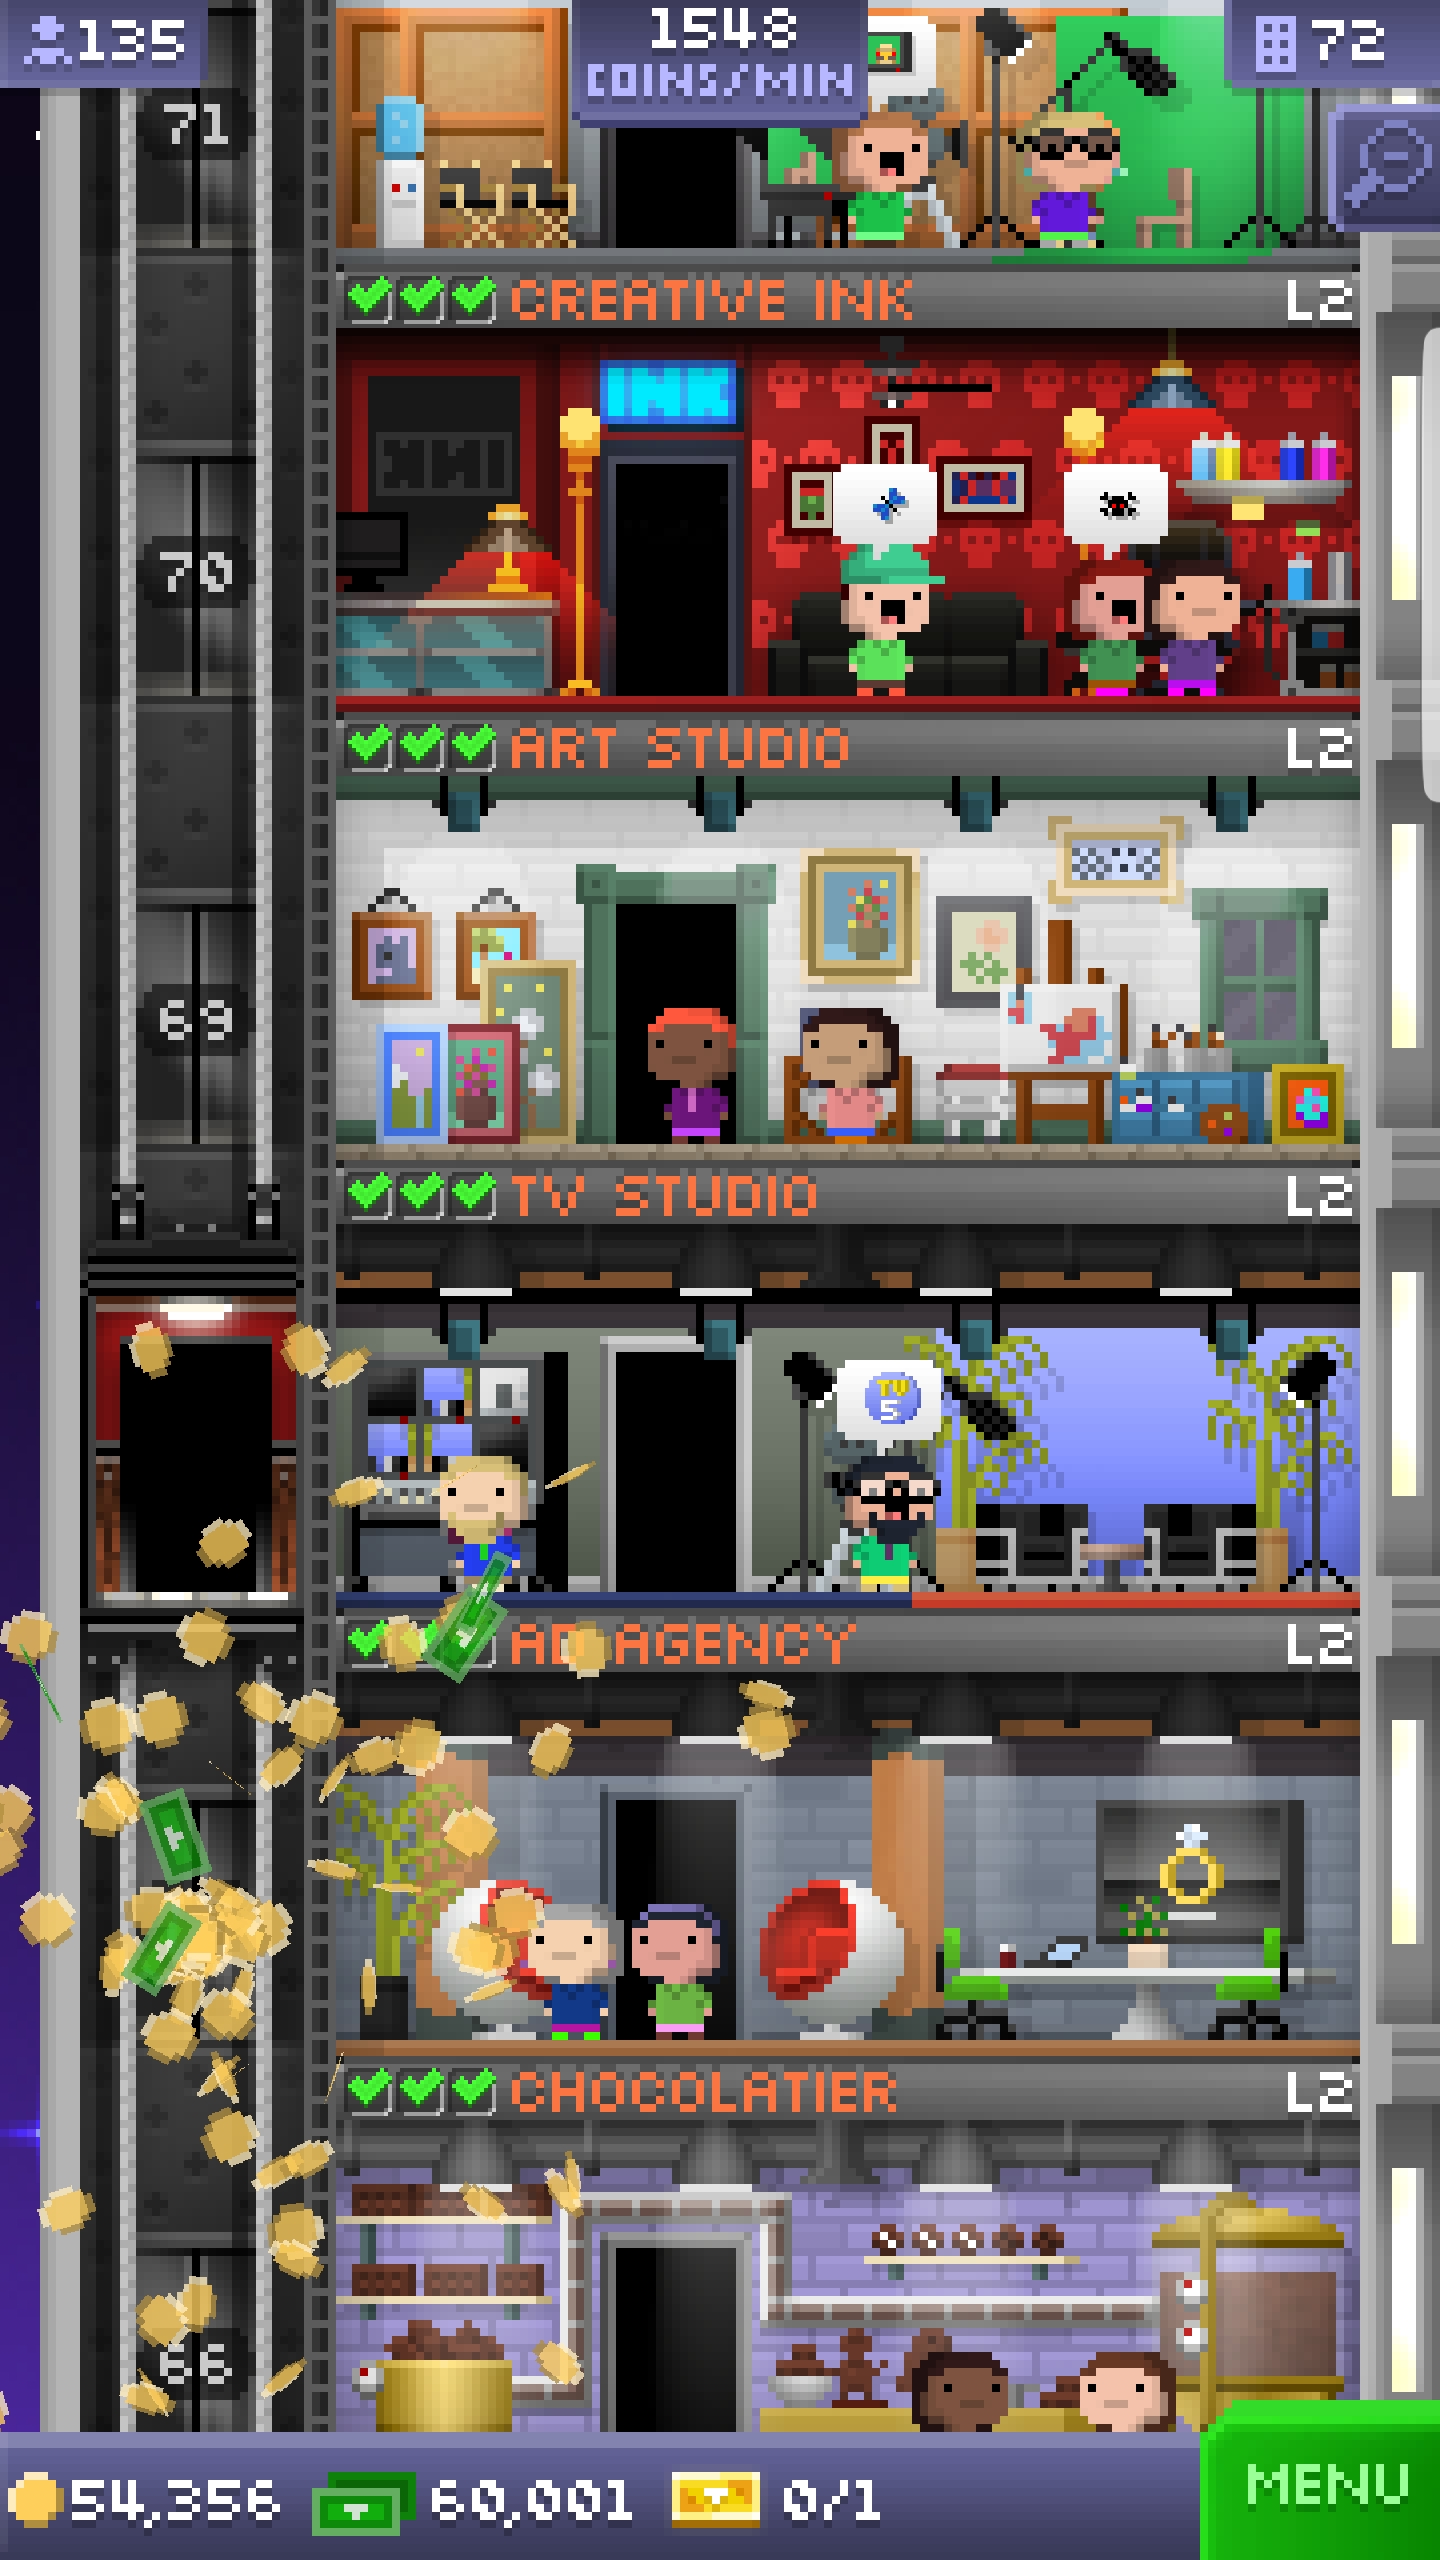 135
1548
COINS/MIN
72
71
CREATIVE INK
L2
INK
70
ART STUDIO
L2
69
TV STUDIO
L2
TV
5
AD AGENCY
L2
CHOCOLATIER
L2
66
54,356
60,001
0/1
MENU